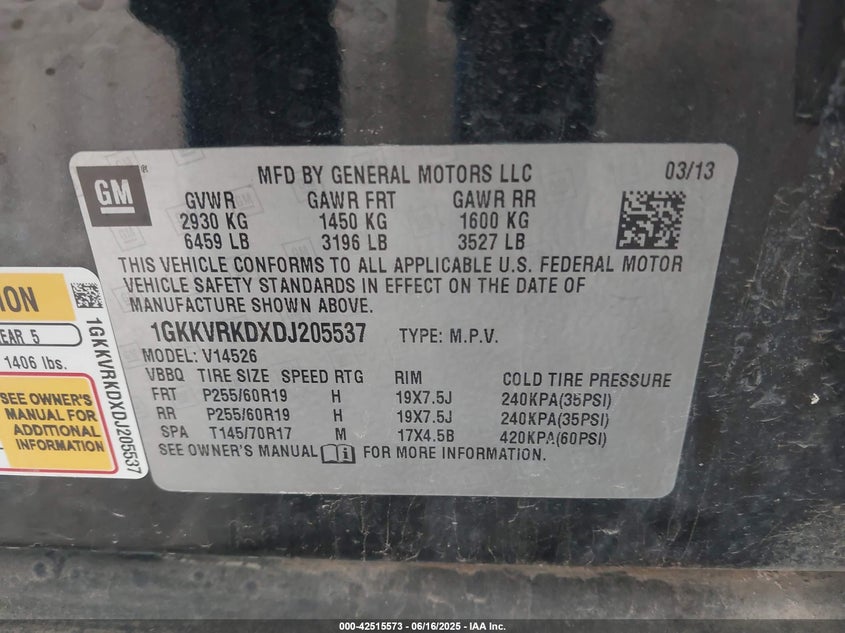 GM
®
MFD BY GENERAL MOTORS LLC
03/13
GVWR GAWR FRT GAWR RR
2930 KG 1450 KG 1600 KG
6459 LB 3196 LB 3527 LB
THIS VEHICLE CONFORMS TO ALL APPLICABLE U.S. FEDERAL MOTOR
VEHICLE SAFETY STANDARDS IN EFFECT ON THE DATE OF
MANUFACTURE SHOWN ABOVE.
1GKKVRKDXDJ205537 TYPE: M.P.V.
MODEL: V14526
VBBQ TIRE SIZE SPEED RTG RIM COLD TIRE PRESSURE
FRT P255/60R19 H 19X7.5J 240KPA(35PSI)
RR P255/60R19 H 19X7.5J 240KPA(35PSI)
SPA T145/70R17 M 17X4.5B 420KPA(60PSI)
SEE OWNER'S MANUAL FOR MORE INFORMATION.
ION
EAR 5
1406 lbs.
SEE OWNER'S
MANUAL FOR
ADDITIONAL
INFORMATION
1GKKVRKDXDJ205537
000-42515573 - 06/16/2025 - IAA Inc.